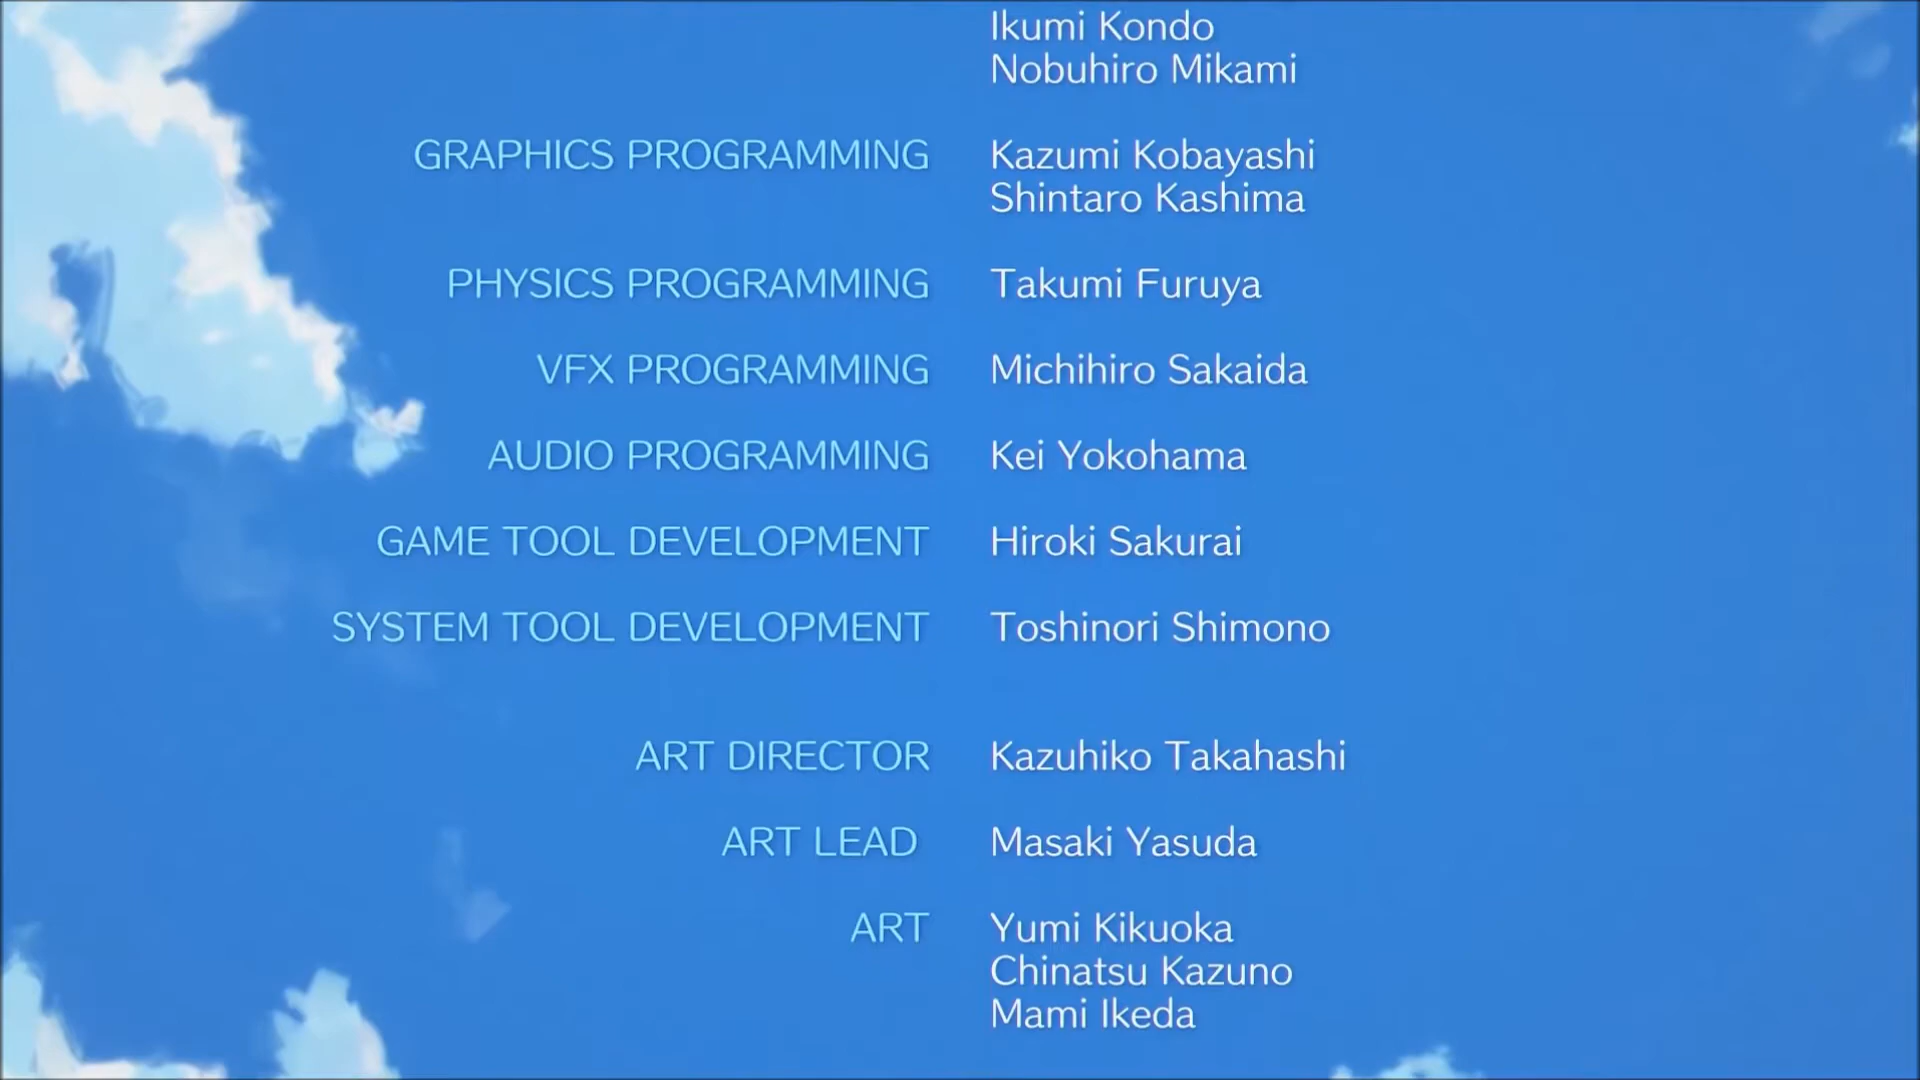 Ikumi Kondo
Nobuhiro Mikami
GRAPHICS PROGRAMMING Kazumi Kobayashi
Shintaro Kashima
PHYSICS PROGRAMMING Takumi Furuya
VFX PROGRAMMING Michihiro Sakaida
AUDIO PROGRAMMING Kei Yokohama
GAME TOOL DEVELOPMENT Hiroki Sakurai
SYSTEM TOOL DEVELOPMENT Toshinori Shimono
ART DIRECTOR Kazuhiko Takahashi
ART LEAD Masaki Yasuda
ART Yumi Kikuoka
Chinatsu Kazuno
Mami Ikeda